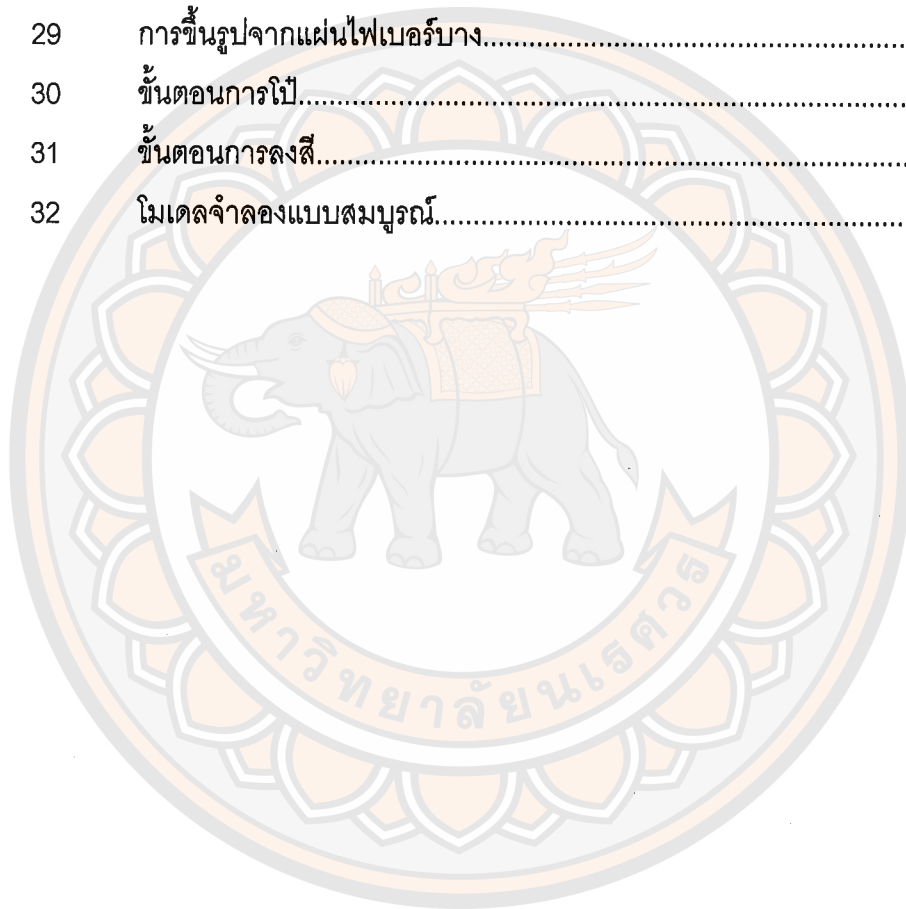 29 การขึ้นรูปจากแผ่นไฟเบอร์บาง
30 ขั้นตอนการโป๊
31 ขั้นตอนการลงสี
32 โมเดลจำลองแบบสมบูรณ์
มหาวิทยาลัยนเรศวร